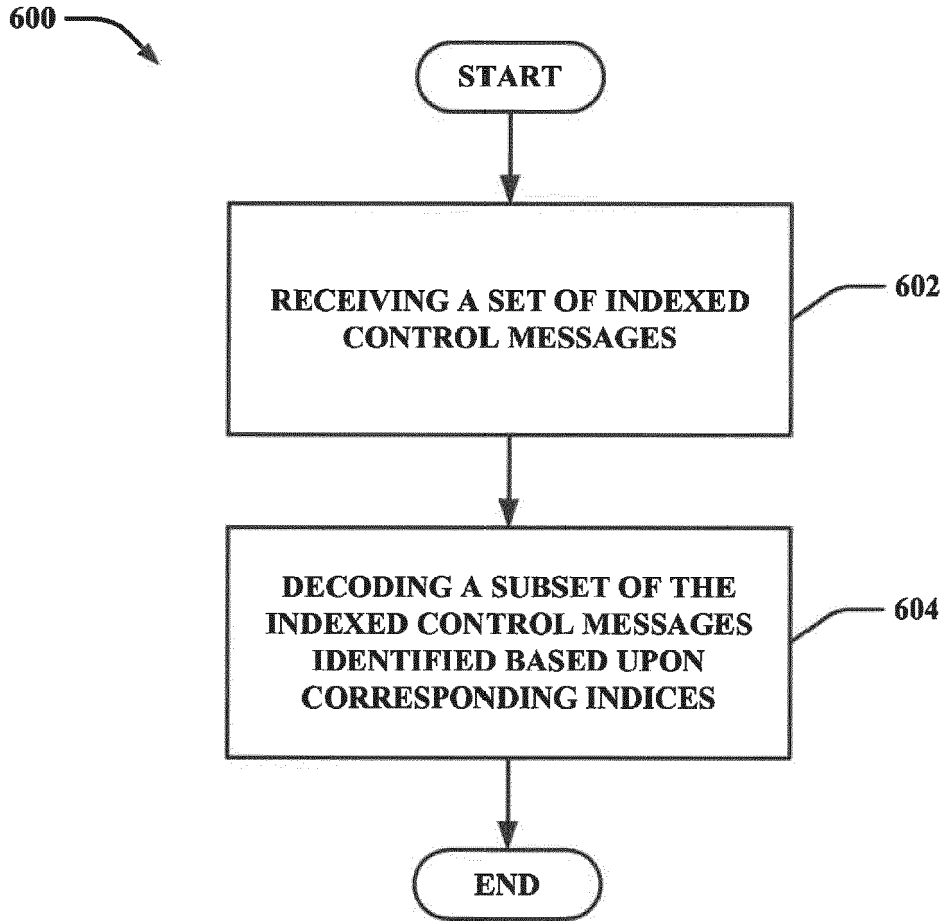 600
START
RECEIVING A SET OF INDEXED
CONTROL MESSAGES
602
DECODING A SUBSET OF THE
INDEXED CONTROL MESSAGES
IDENTIFIED BASED UPON
CORRESPONDING INDICES
604
END